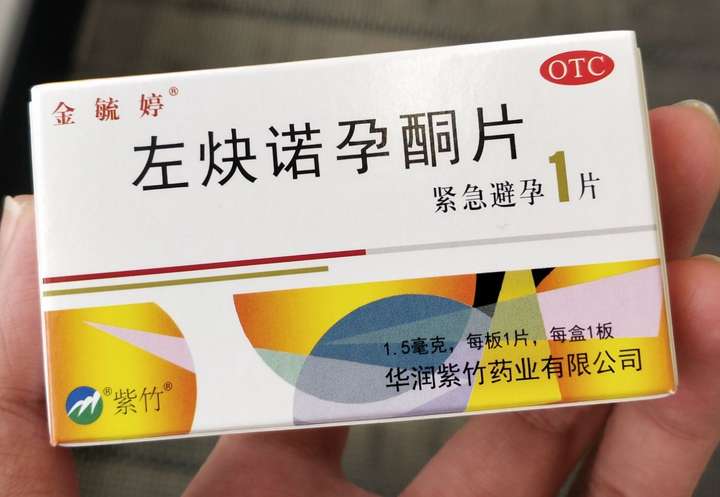 OTC
金毓婷®
左炔诺孕酮片
紧急避孕1片
1.5毫克，每板1片，每盒1板
华润紫竹药业有限公司
®紫竹®